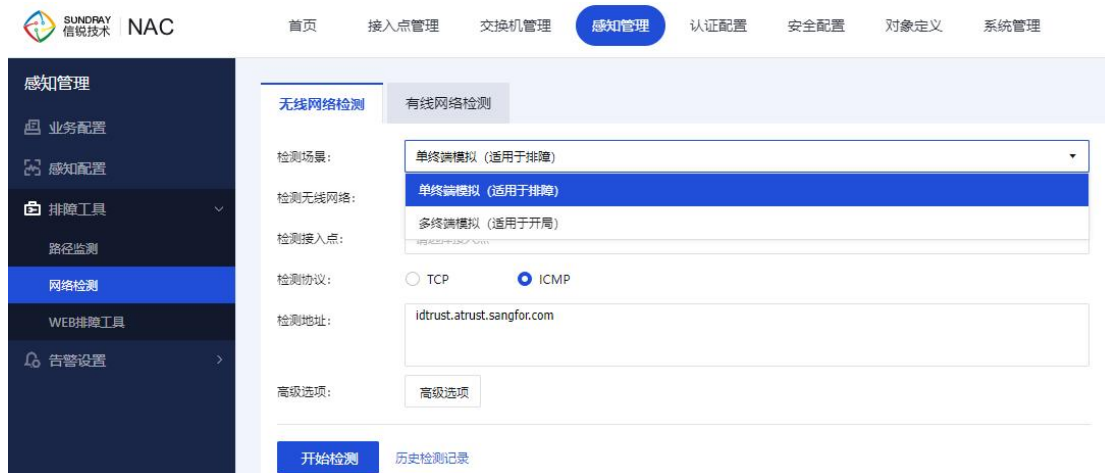 SUNDRAY
信锐技术
NAC
首页 接入点管理 交换机管理 感知管理 认证配置 安全配置 对象定义 系统管理
感知管理
业务配置
感知配置
排障工具
路径监测
网络检测
WEB排障工具
告警设置
无线网络检测 有线网络检测
检测场景: 单终端模拟（适用于排障）
单终端模拟（适用于排障）
多终端模拟（适用于开局）
检测无线网络:
检测接入点:
检测协议: TCP ICMP
检测地址: idtrust.atrust.sangfor.com
高级选项: 高级选项
开始检测 历史检测记录